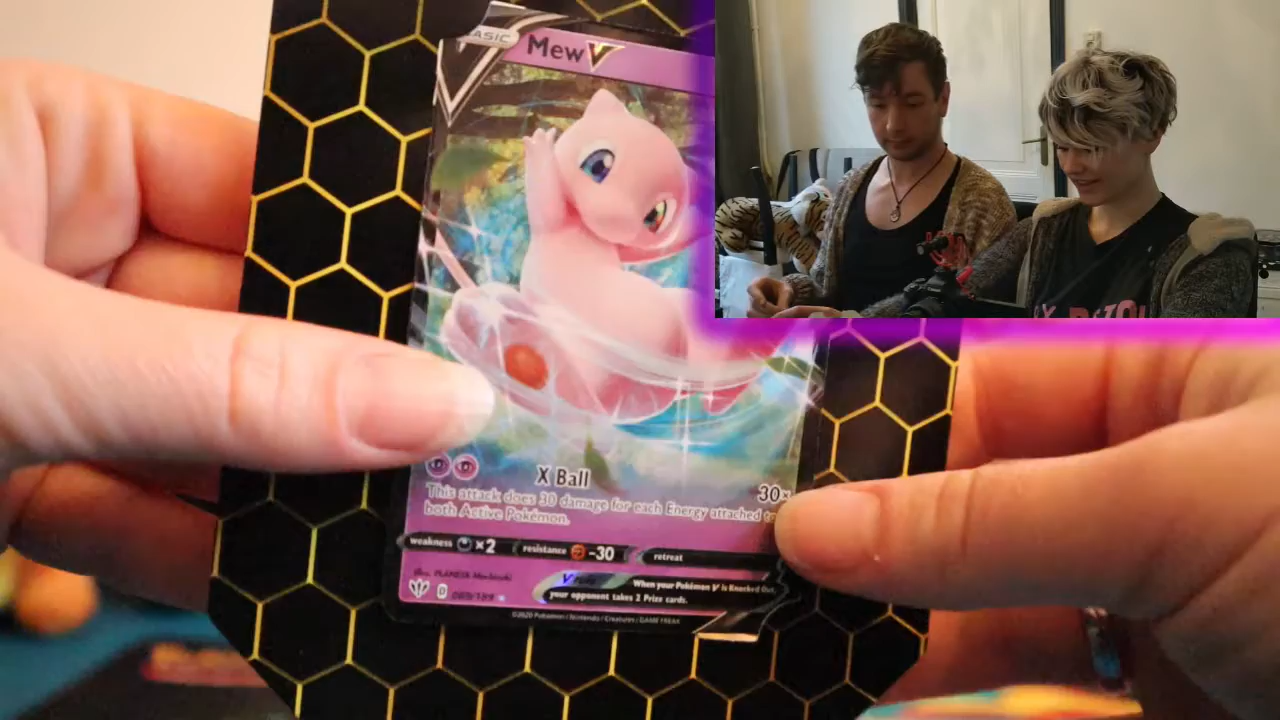 BASIC
Mew V
X Ball 30×
This attack does 30 damage for each Energy attached to
both Active Pokémon.
weakness ×2 resistance -30 retreat
V rule When your Pokémon V is Knocked Out,
your opponent takes 2 Prize cards.
D
©2020 Pokémon / Nintendo / Creatures / GAME FREAK